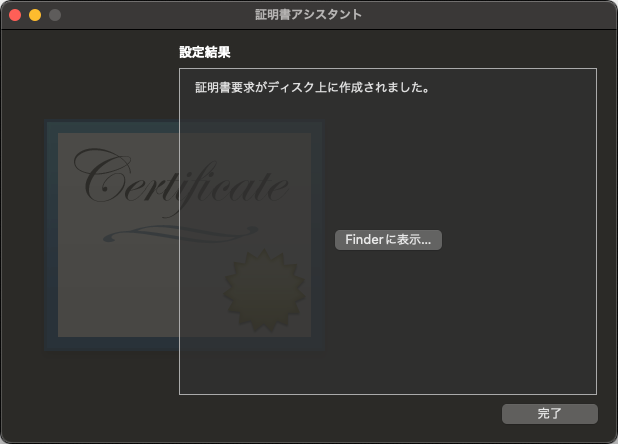 証明書アシスタント
設定結果
証明書要求がディスク上に作成されました。
Certificate
Finderに表示...
完了